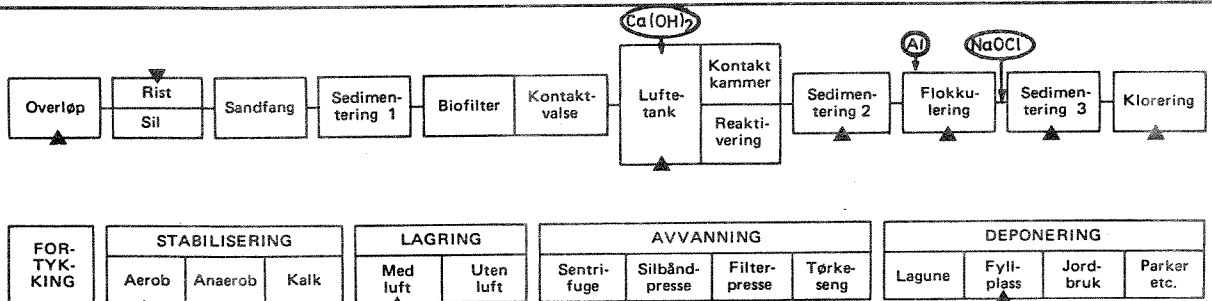 Ca(OH)2
Al
NaOCl
Overløp
Rist
Sil
Sandfang
Sedimen-
tering 1
Biofilter
Kontakt-
valse
Lufte-
tank
Kontakt
kammer
Reakti-
vering
Sedimen-
tering 2
Flokku-
lering
Sedimen-
tering 3
Klorering
FOR-
TYK-
KING
STABILISERING
Aerob
Anaerob
Kalk
LAGRING
Med
luft
Uten
luft
AVVANNING
Sentri-
fuge
Silbånd-
presse
Filter-
presse
Tørke-
seng
DEPONERING
Lagune
Fyll-
plass
Jord-
bruk
Parker
etc.